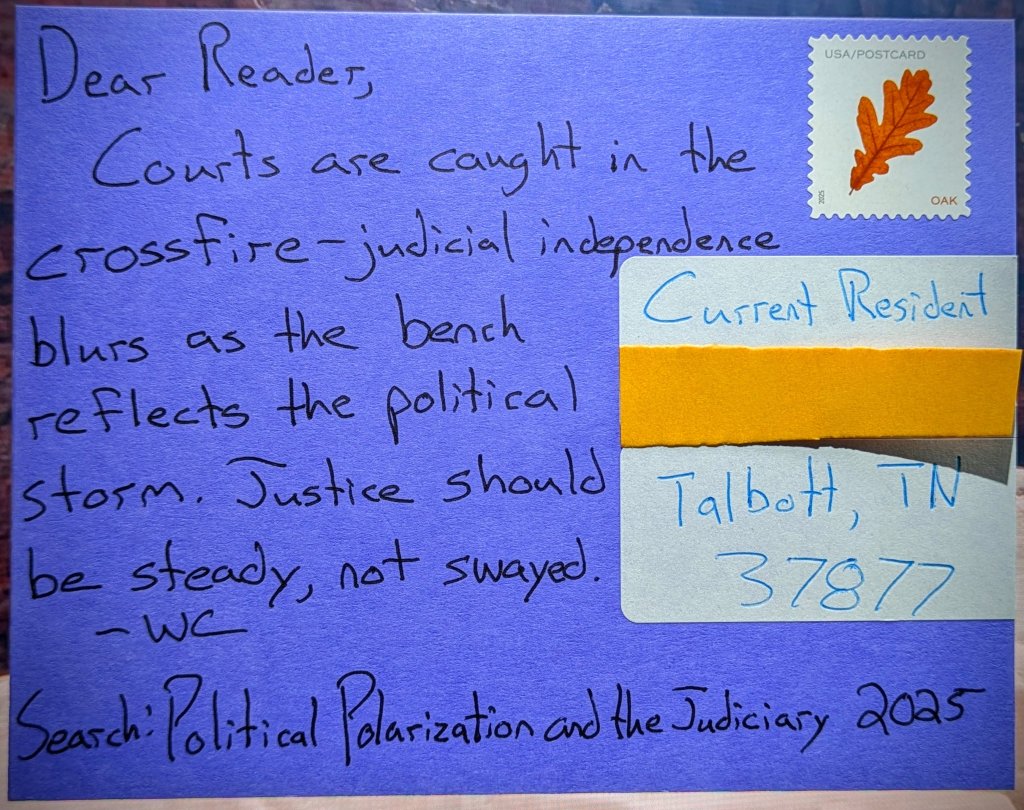 Dear Reader,
Courts are caught in the
crossfire-judicial independence
blurs as the bench
reflects the political
storm. Justice should
be steady, not swayed.
-WC
Search: Political Polarization and the Judiciary 2025
USA/POSTCARD
2025
OAK
Current Resident
Talbott, TN
37877